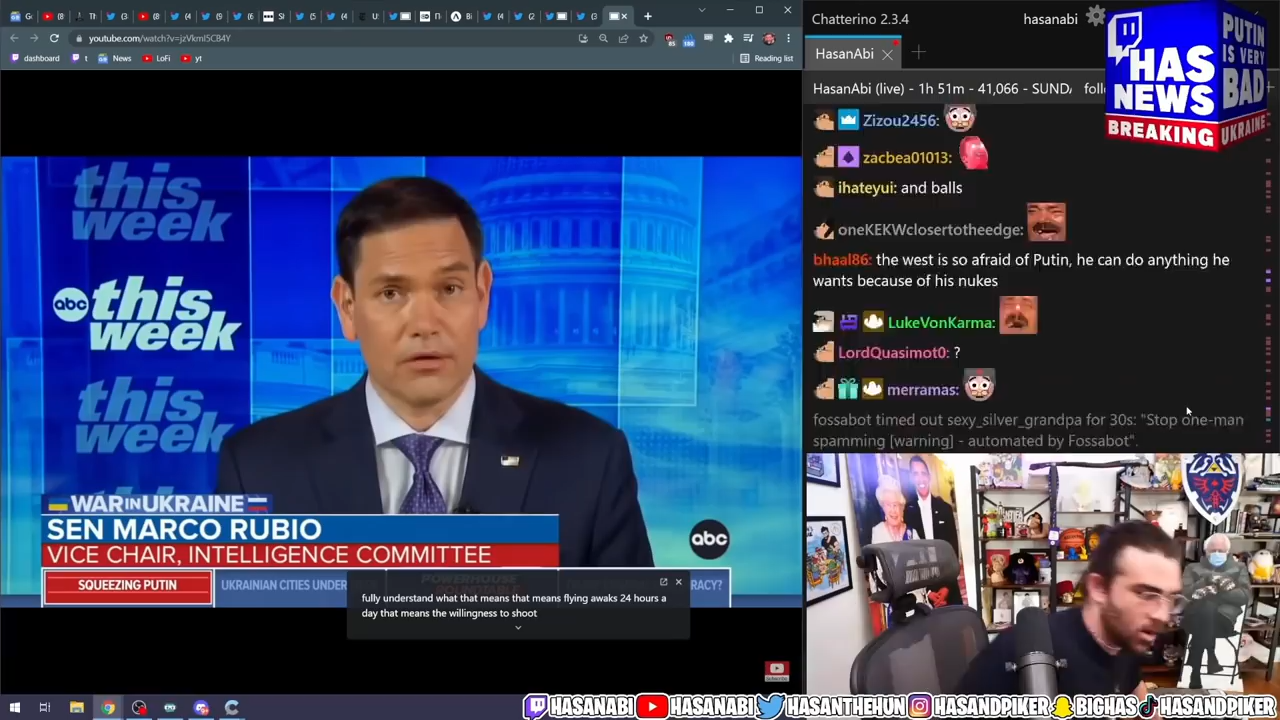 youtube.com/watch?v=jzVkmI5CB4Y
dashboard
t
News
LoFi
yt
Reading list
this week
abc this week
this week
WAR IN UKRAINE
SEN MARCO RUBIO
VICE CHAIR, INTELLIGENCE COMMITTEE
abc
SQUEEZING PUTIN
UKRAINIAN CITIES UNDER
POWERHOUSE
RACY?
fully understand what that means that means flying awaks 24 hours a
day that means the willingness to shoot
Subscribe
Chatterino 2.3.4
hasanabi
HasanAbi
HasanAbi (live) - 1h 51m - 41,066 - SUND
Zizou2456:
zacbea01013:
ihateyui: and balls
oneKEKWclosertotheedge:
bhaal86: the west is so afraid of Putin, he can do anything he
wants because of his nukes
LukeVonKarma:
LordQuasimot0: ?
merramas:
fossabot timed out sexy_silver_grandpa for 30s: "Stop one-man
spamming [warning] - automated by Fossabot".
HAS
NEWS
BREAKING
PUTIN
IS VERY
BAD
UKRAINE
HASANABI
HASANABI
HASANTHEHUN
HASANDPIKER
BIGHAS
HASANDPIKER